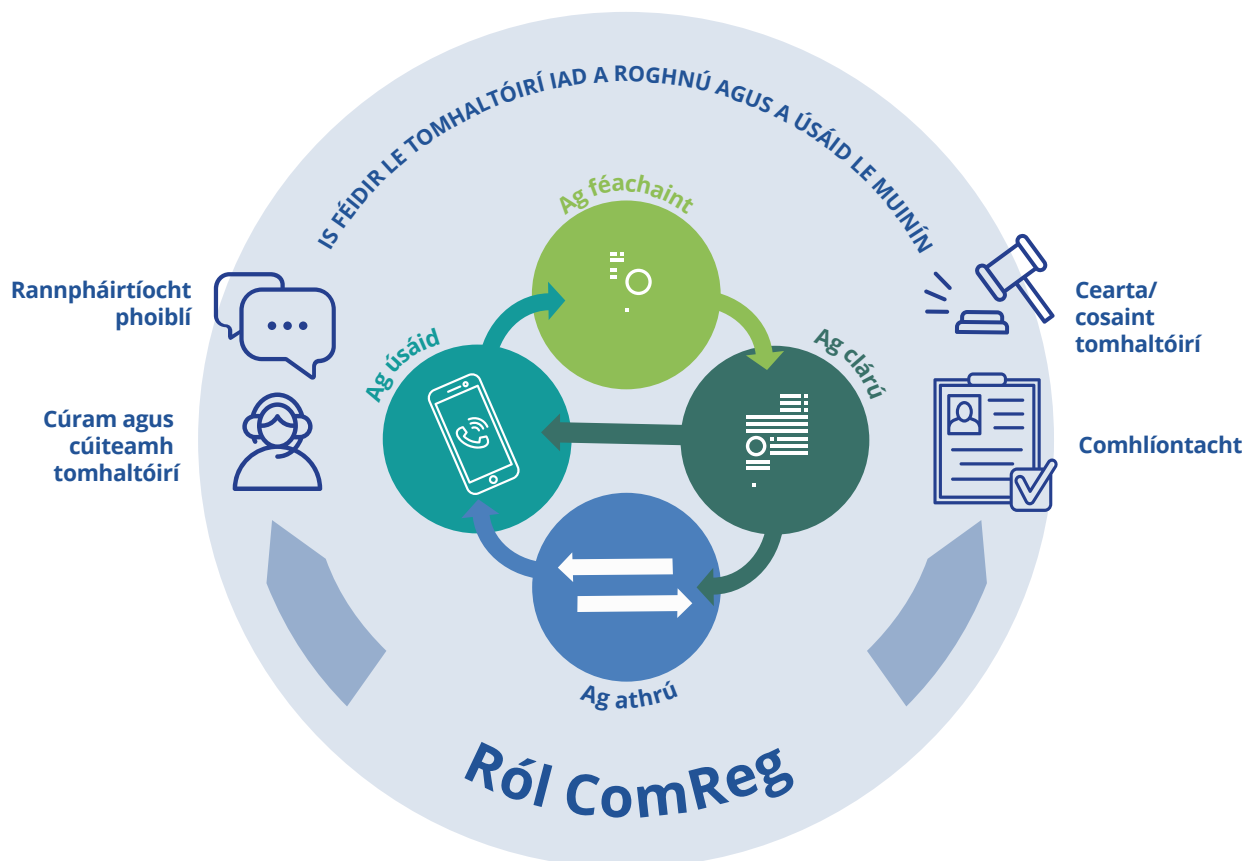 IS FÉIDIR LE TOMHALTÓIRÍ IAD A ROGHNÚ AGUS A ÚSÁID LE MUINÍN
Ag féachaint
Rannpháirtíocht
phoiblí
Cearta/
cosaint
tomhaltóirí
Ag úsáid
Ag clárú
Cúram agus
cúiteamh
tomhaltóirí
Comhlíontacht
Ag athrú
Ról ComReg